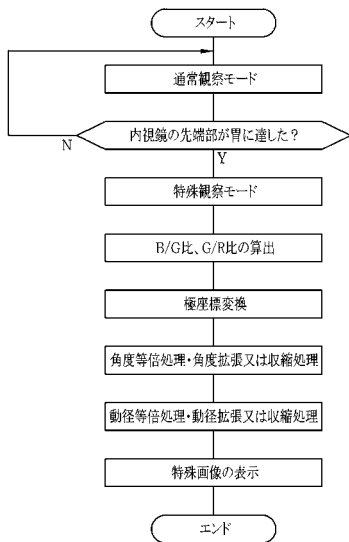 スタート
通常観察モード
内視鏡の先端部が胃に達した？
N
Y
特殊観察モード
B/G比、G/R比の算出
極座標変換
角度等倍処理・角度拡張又は収縮処理
動径等倍処理・動径拡張又は収縮処理
特殊画像の表示
エンド